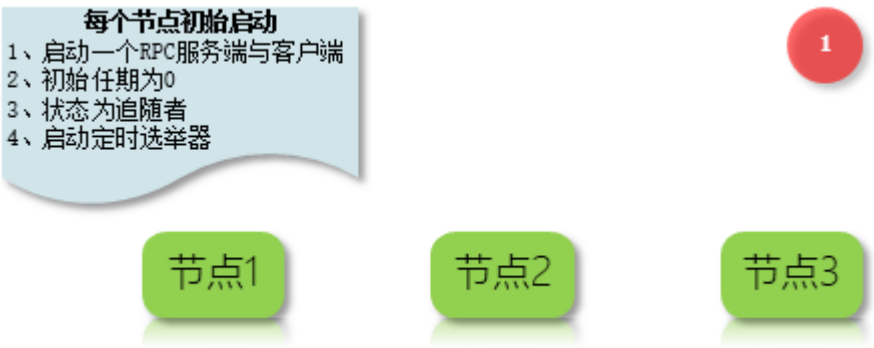 每个节点初始启动
1、启动一个RPC服务端与客户端
2、初始任期为0
3、状态为追随者
4、启动定时选举器
1
节点1
节点2
节点3